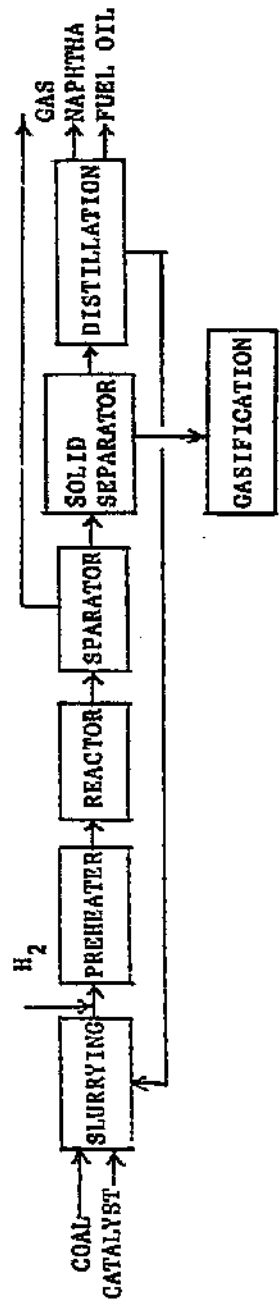 COAL
CATALYST
SLURRYING
H2
PREHEATER
REACTOR
SPARATOR
SOLID
SEPARATOR
DISTILLATION
GAS
NAPHTHA
FUEL OIL
GASIFICATION